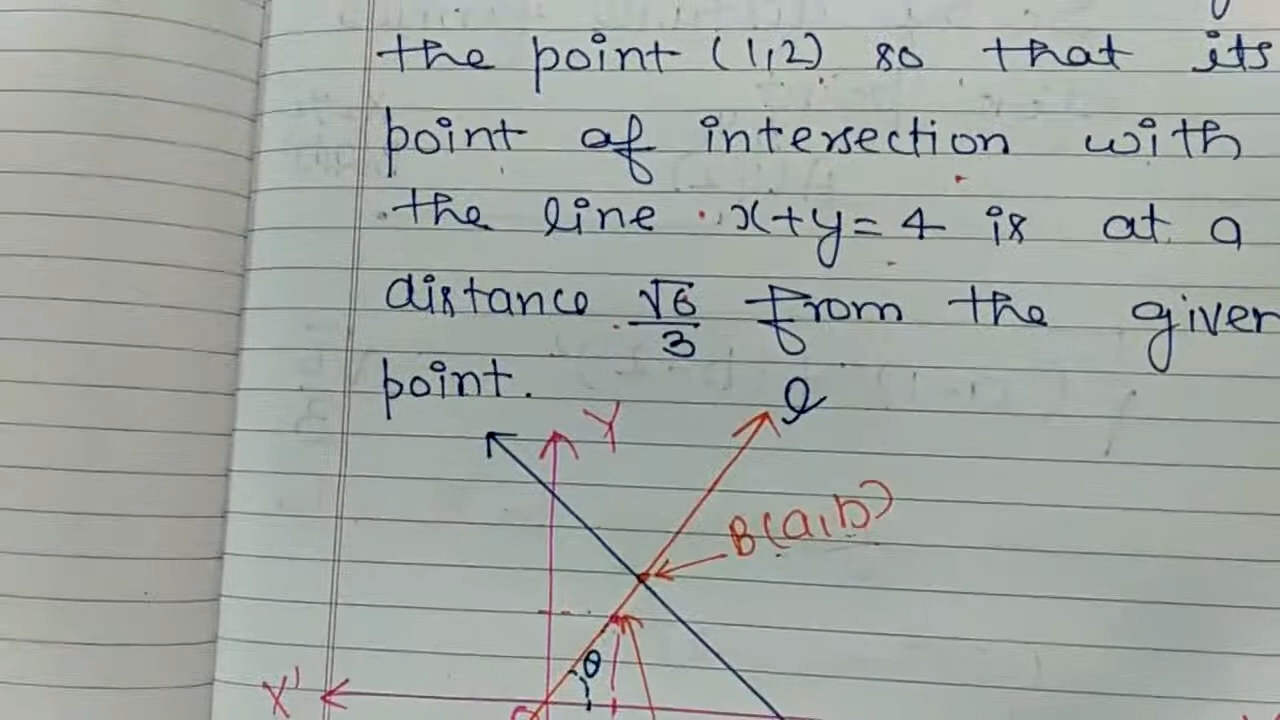 the point (1,2) so that its
point of intersection with
the line x+y=4 is at a
distance √6/3 from the given
point.
l
Y
B(a,b)
θ
X'